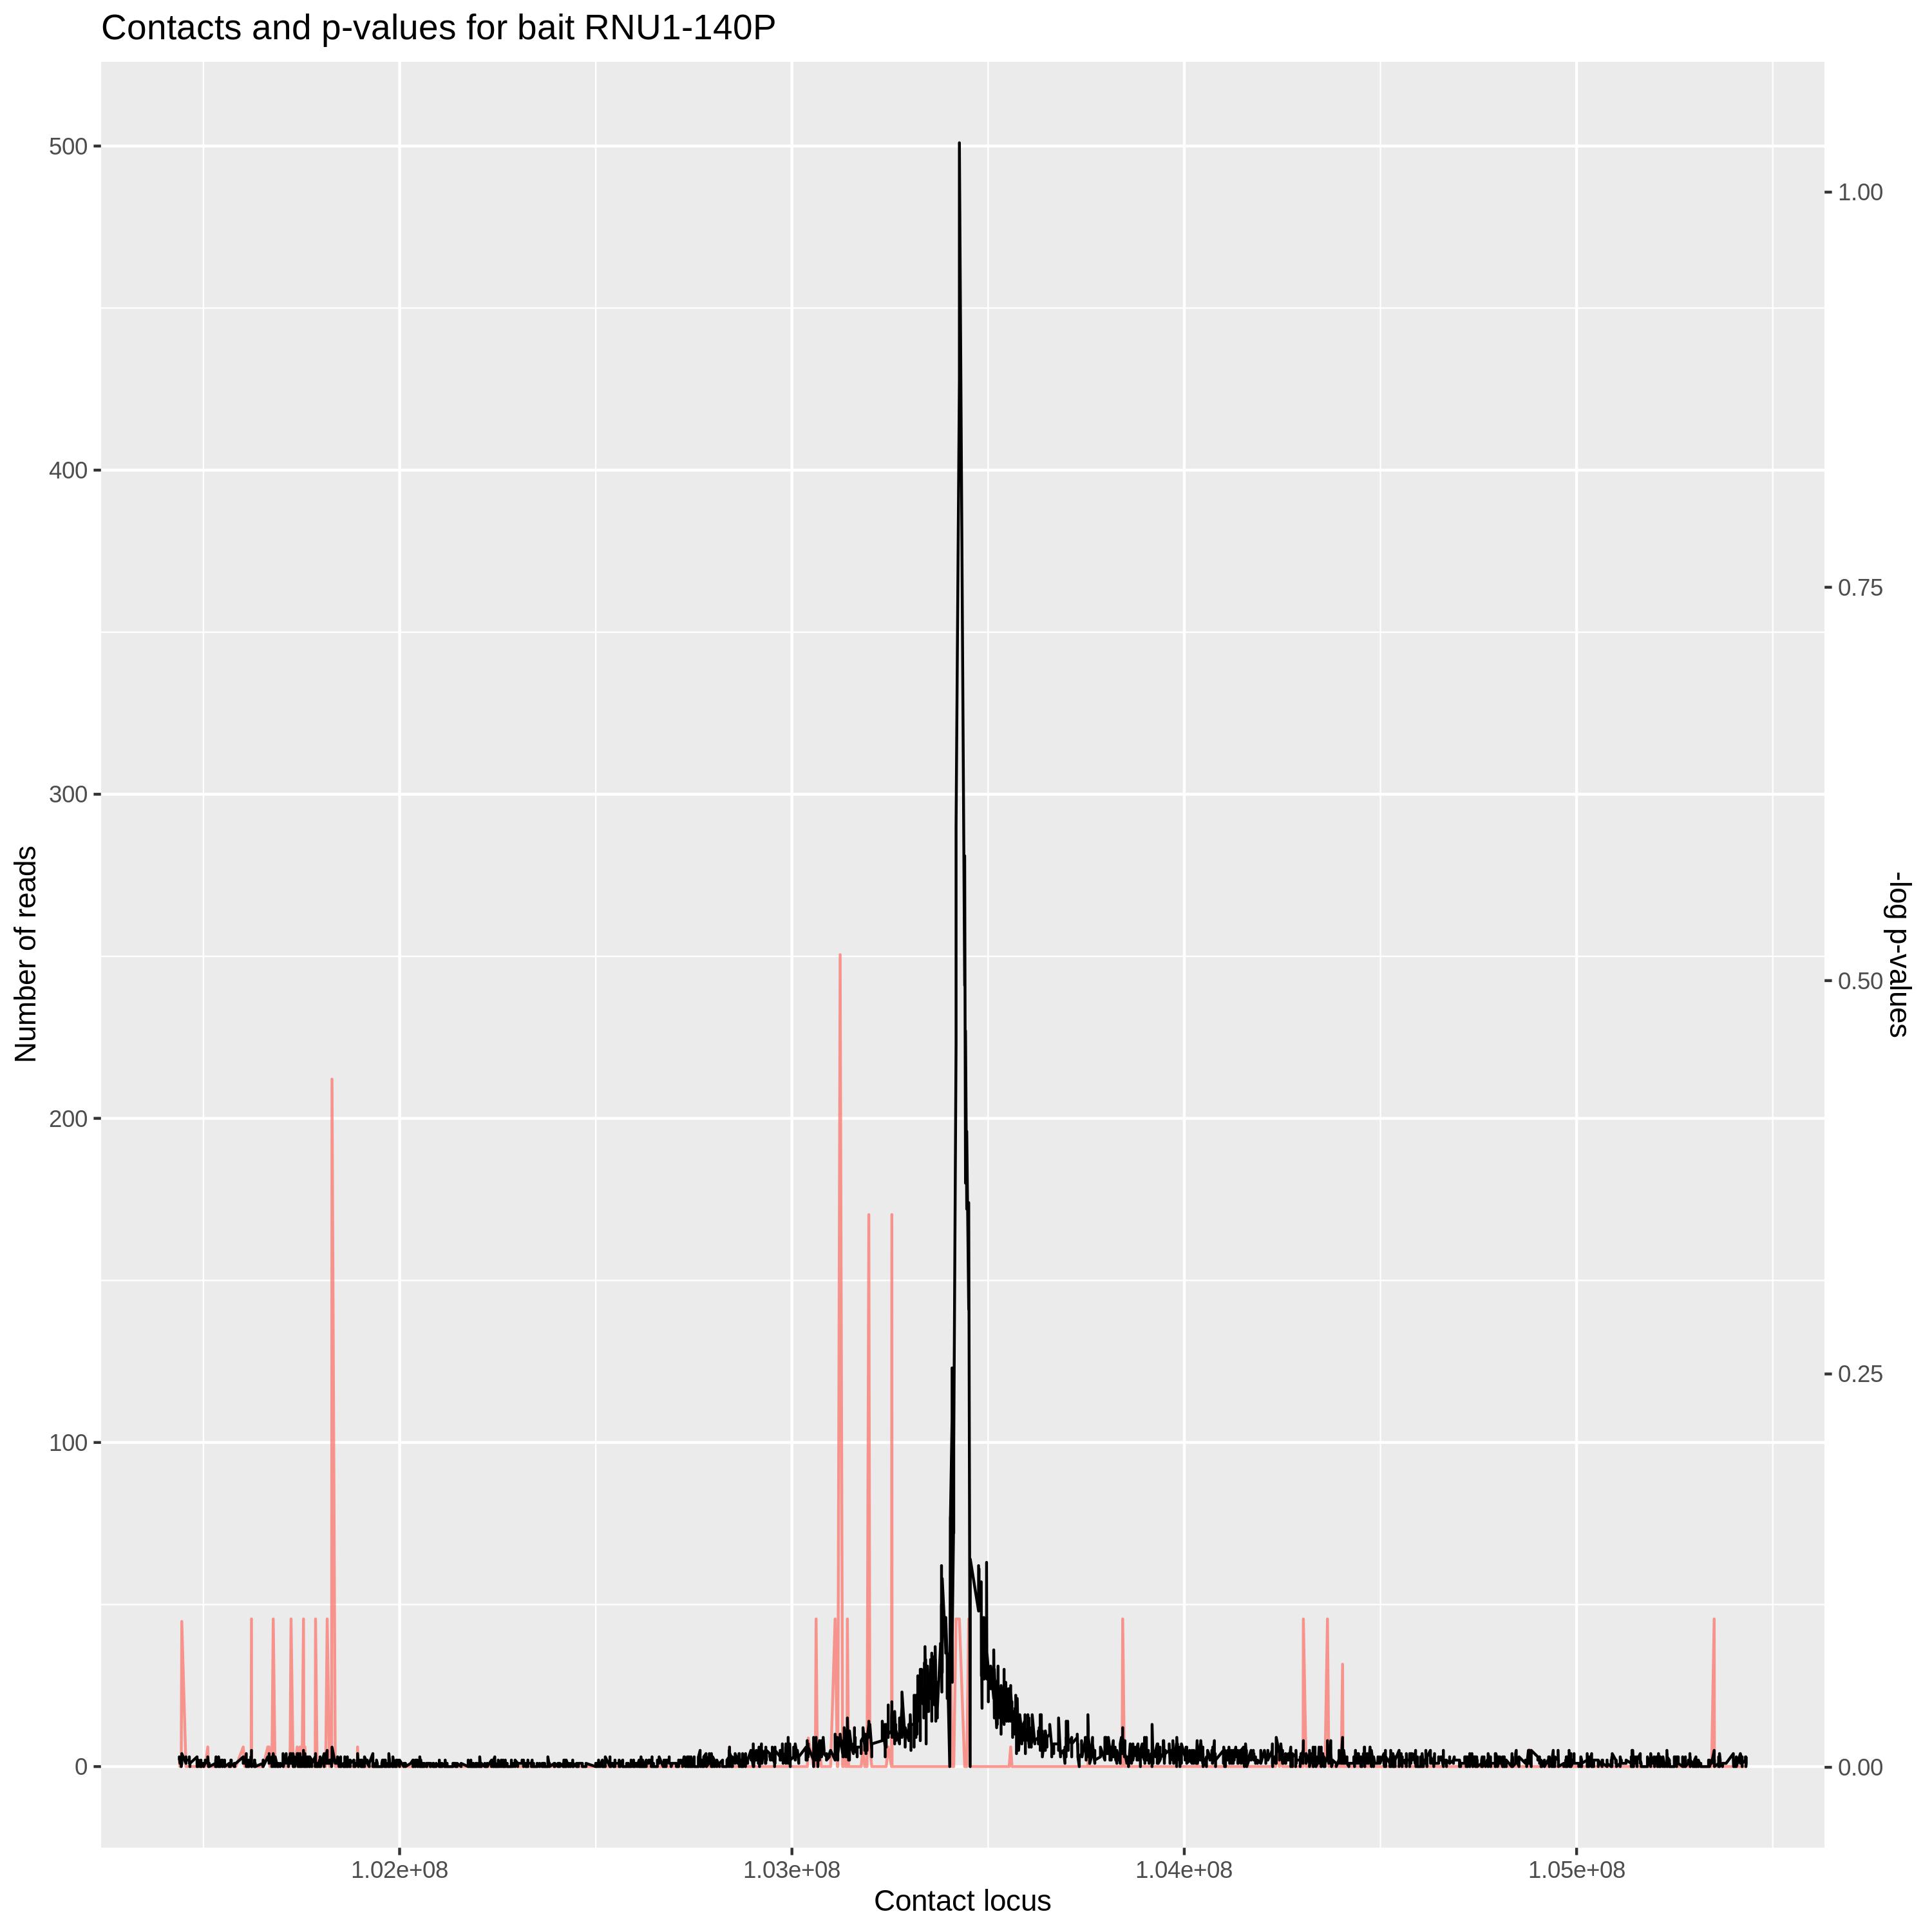 Contacts and p-values for bait RNU1-140P
500
400
300
200
100
0
Number of reads
1.00
0.75
0.50
0.25
0.00
-log p-values
1.02e+08
1.03e+08
1.04e+08
1.05e+08
Contact locus